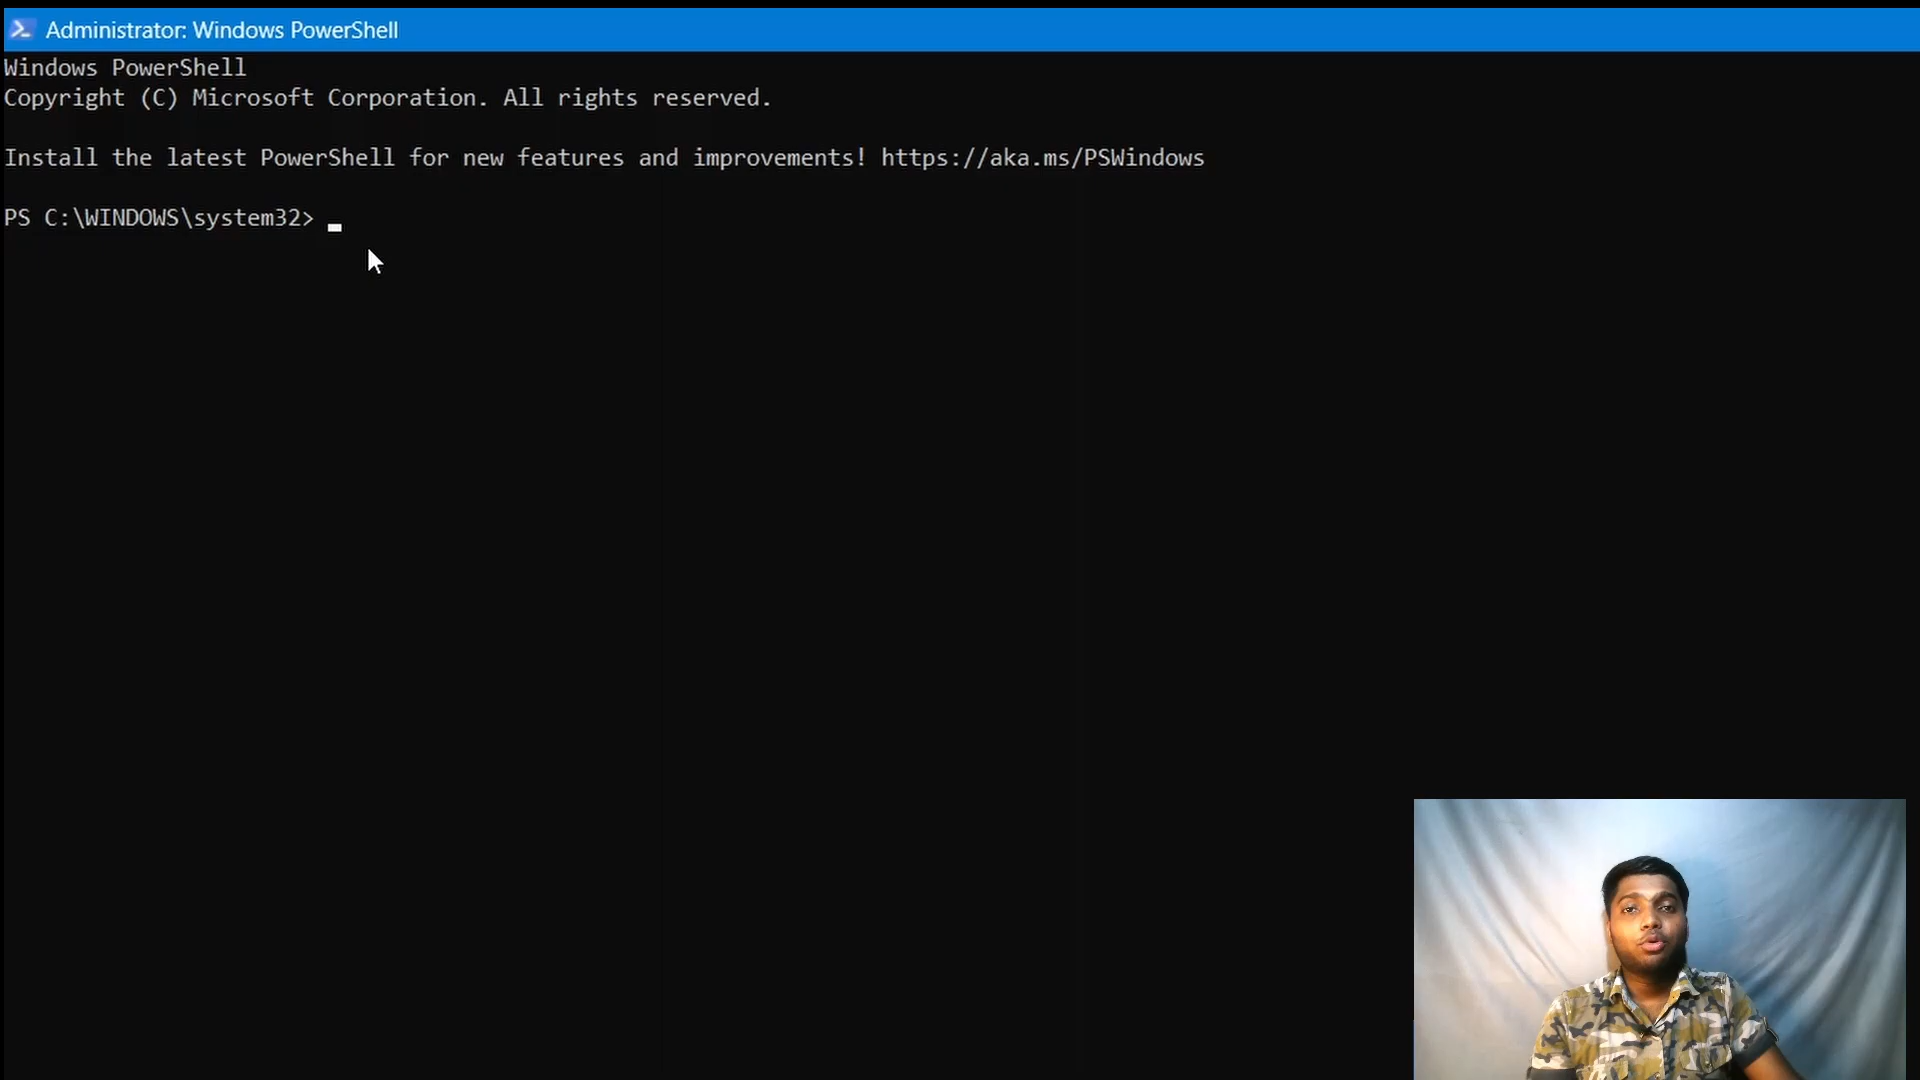 Administrator: Windows PowerShell
Windows PowerShell
Copyright (C) Microsoft Corporation. All rights reserved.
Install the latest PowerShell for new features and improvements! https://aka.ms/PSWindows
PS C:\WINDOWS\system32>